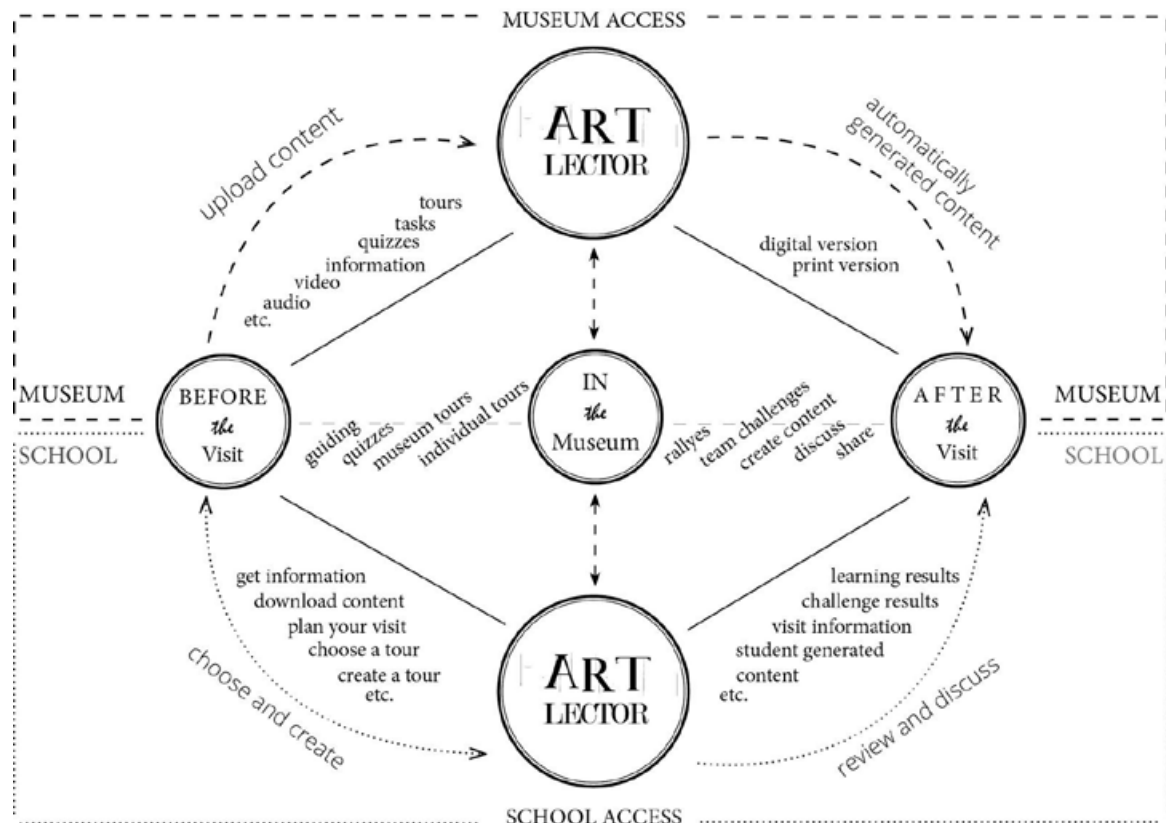 MUSEUM ACCESS
ART
LECTOR
upload content
automatically
generated content
tours
tasks
quizzes
information
video
audio
etc.
digital version
print version
MUSEUM
SCHOOL
BEFORE
the
Visit
guiding
quizzes
museum tours
individual tours
IN
the
Museum
rallyes
team challenges
create content
discuss
share
AFTER
the
Visit
MUSEUM
SCHOOL
get information
download content
plan your visit
choose a tour
create a tour
etc.
choose and create
ART
LECTOR
learning results
challenge results
visit information
student generated
content
etc.
review and discuss
SCHOOL ACCESS